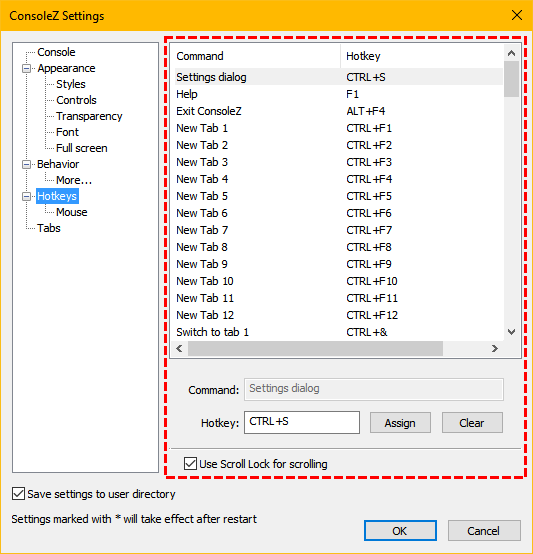 ConsoleZ Settings
Console
Appearance
Styles
Controls
Transparency
Font
Full screen
Behavior
More...
Hotkeys
Mouse
Tabs
Command Hotkey
Settings dialog CTRL+S
Help F1
Exit ConsoleZ ALT+F4
New Tab 1 CTRL+F1
New Tab 2 CTRL+F2
New Tab 3 CTRL+F3
New Tab 4 CTRL+F4
New Tab 5 CTRL+F5
New Tab 6 CTRL+F6
New Tab 7 CTRL+F7
New Tab 8 CTRL+F8
New Tab 9 CTRL+F9
New Tab 10 CTRL+F10
New Tab 11 CTRL+F11
New Tab 12 CTRL+F12
Switch to tab 1 CTRL+&
Command: Settings dialog
Hotkey: CTRL+S Assign Clear
Use Scroll Lock for scrolling
Save settings to user directory
Settings marked with * will take effect after restart
OK Cancel